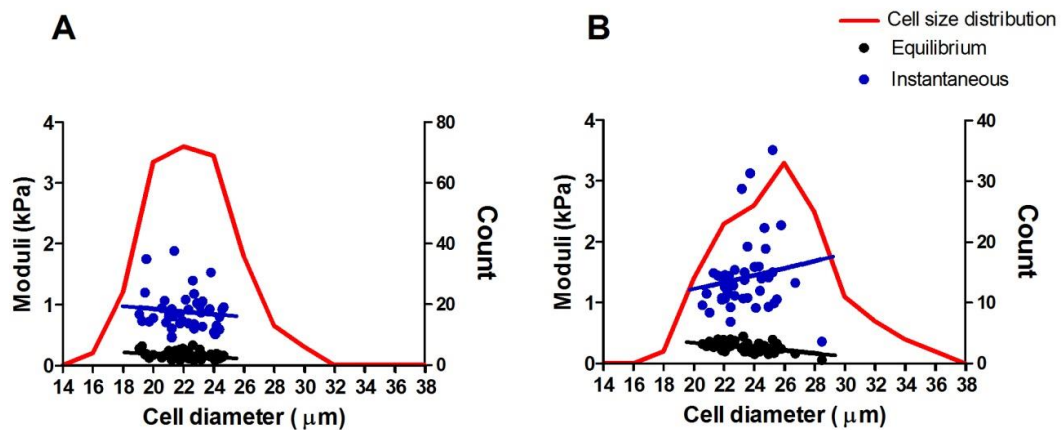 A
B
Cell size distribution
Equilibrium
Instantaneous
4
3
2
1
0
Moduli (kPa)
80
60
40
20
0
Count
14 16 18 20 22 24 26 28 30 32 34 36 38
Cell diameter ( μm)
4
3
2
1
0
Moduli (kPa)
40
30
20
10
0
Count
14 16 18 20 22 24 26 28 30 32 34 36 38
Cell diameter ( μm)